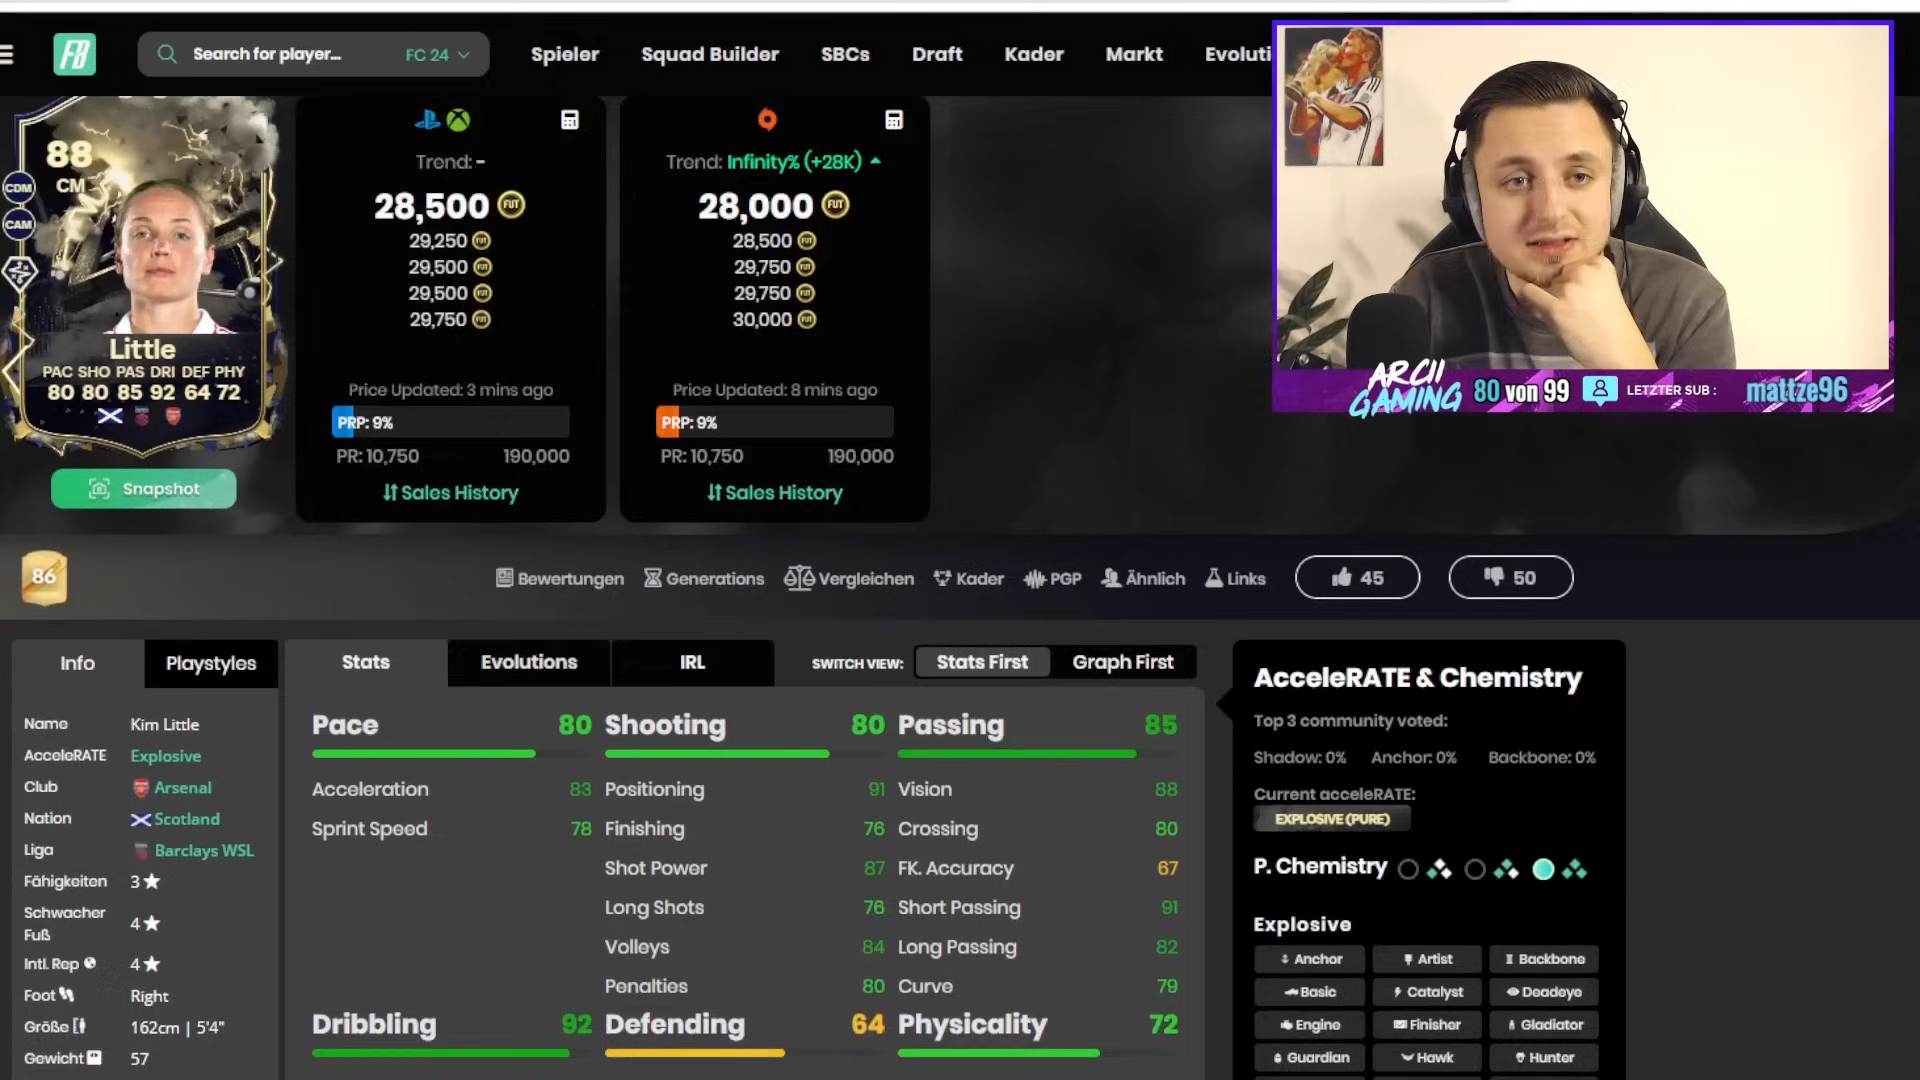 Search for player...
FC 24
Spieler
Squad Builder
SBCs
Draft
Kader
Markt
Evoluti
88
CM
CDM
CAM
Little
PAC SHO PAS DRI DEF PHY
80 80 85 92 64 72
Snapshot
Trend: -
28,500
29,250
29,500
29,500
29,750
Price Updated: 3 mins ago
PRP: 9%
PR: 10,750 190,000
Sales History
Trend: Infinity% (+28K)
28,000
28,500
29,750
29,750
30,000
Price Updated: 8 mins ago
PRP: 9%
PR: 10,750 190,000
Sales History
ARCII
GAMING
80 von 99
LETZTER SUB :
mattze96
86
Bewertungen
Generations
Vergleichen
Kader
PGP
Ähnlich
Links
45
50
Info
Playstyles
Name Kim Little
AcceleRATE Explosive
Club Arsenal
Nation Scotland
Liga Barclays WSL
Fähigkeiten 3
Schwacher
Fuß 4
Intl. Rep 4
Foot Right
Größe 162cm | 5'4"
Gewicht 57
Stats
Evolutions
IRL
SWITCH VIEW:
Stats First
Graph First
Pace 80
Acceleration 83
Sprint Speed 78
Shooting 80
Positioning 91
Finishing 76
Shot Power 87
Long Shots 76
Volleys 84
Penalties 80
Passing 85
Vision 88
Crossing 80
FK. Accuracy 67
Short Passing 91
Long Passing 82
Curve 79
Dribbling 92
Defending 64
Physicality 72
AcceleRATE & Chemistry
Top 3 community voted:
Shadow: 0% Anchor: 0% Backbone: 0%
Current acceleRATE:
EXPLOSIVE (PURE)
P. Chemistry
Explosive
Anchor Artist Backbone
Basic Catalyst Deadeye
Engine Finisher Gladiator
Guardian Hawk Hunter